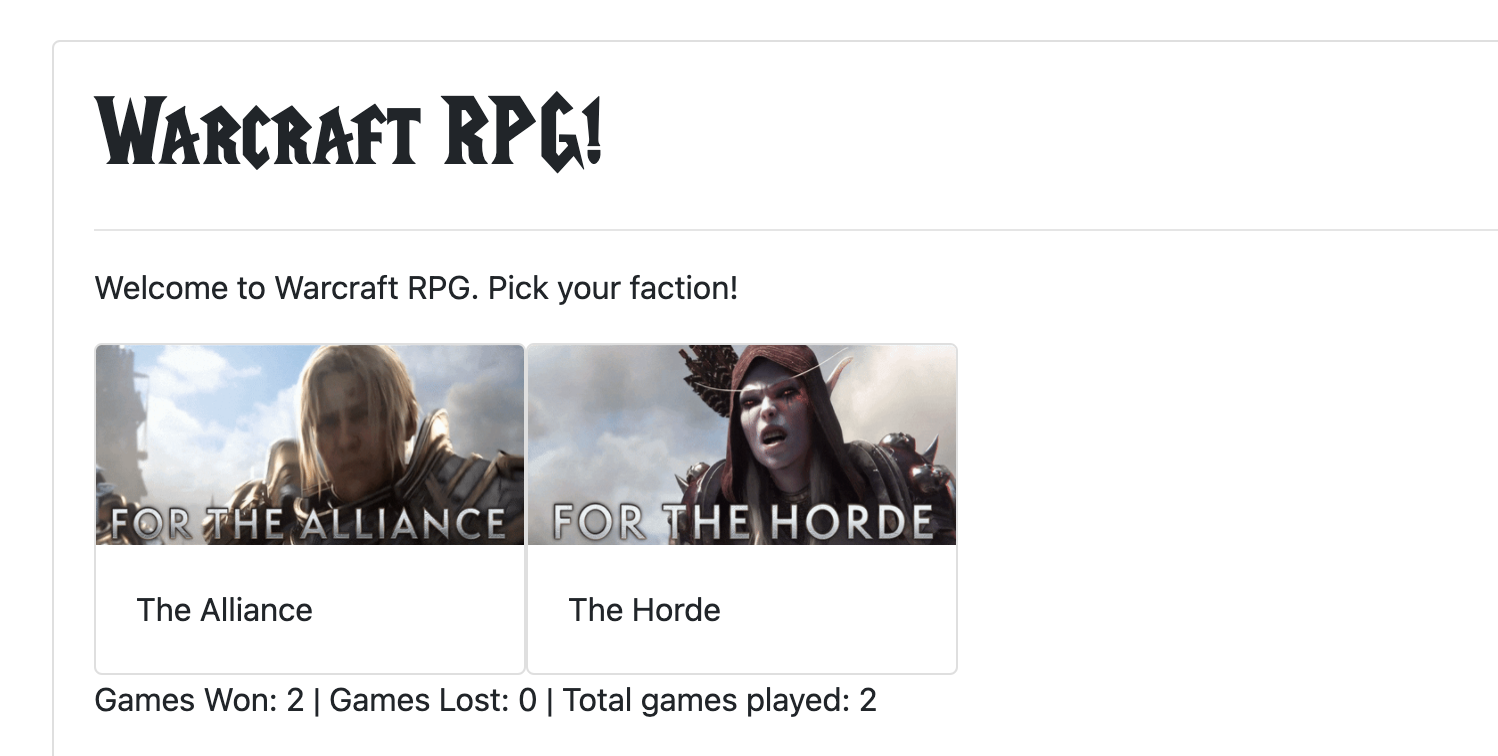 Warcraft RPG!
Welcome to Warcraft RPG. Pick your faction!
FOR THE ALLIANCE
FOR THE HORDE
The Alliance
The Horde
Games Won: 2 | Games Lost: 0 | Total games played: 2